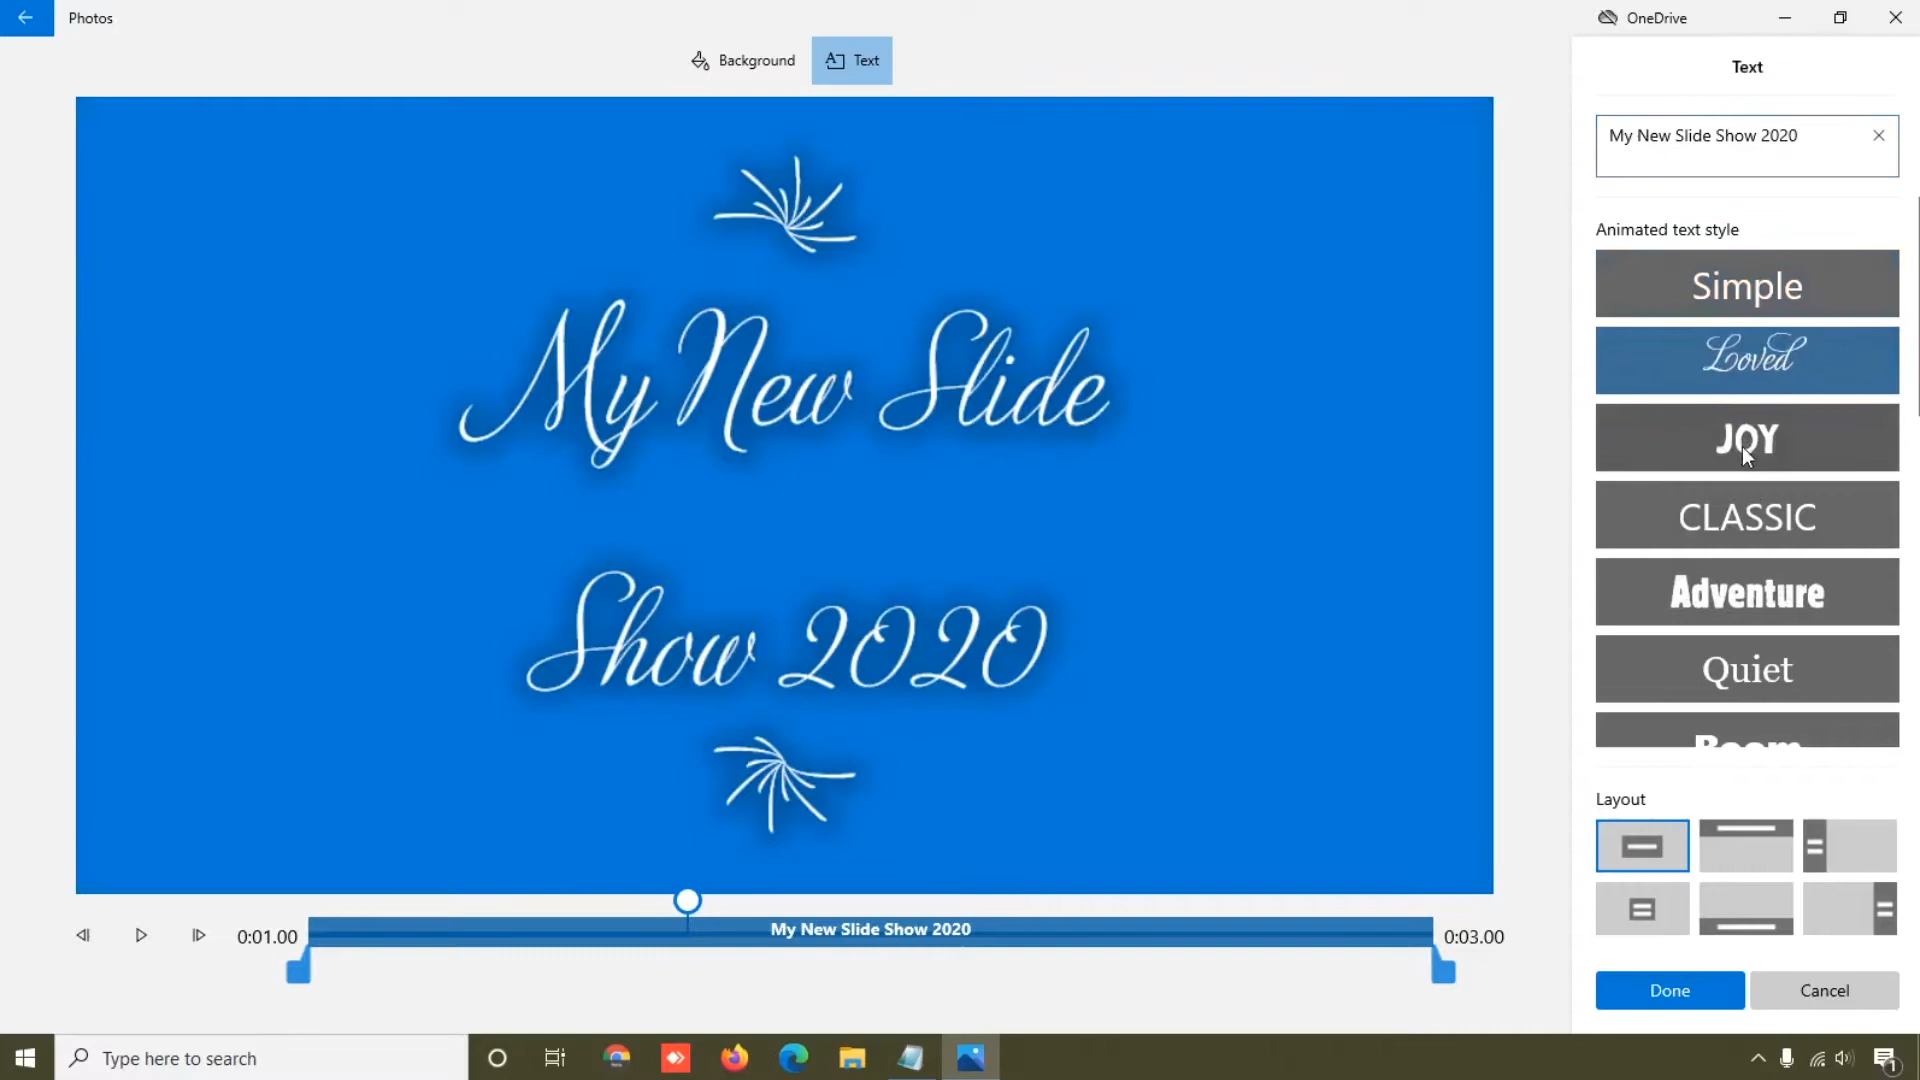 Photos
OneDrive
Background
Text
Text
My New Slide Show 2020
Animated text style
Simple
Loved
JOY
CLASSIC
Adventure
Quiet
Boom
Layout
Done
Cancel
My New Slide
Show 2020
0:01.00
My New Slide Show 2020
0:03.00
Type here to search
1